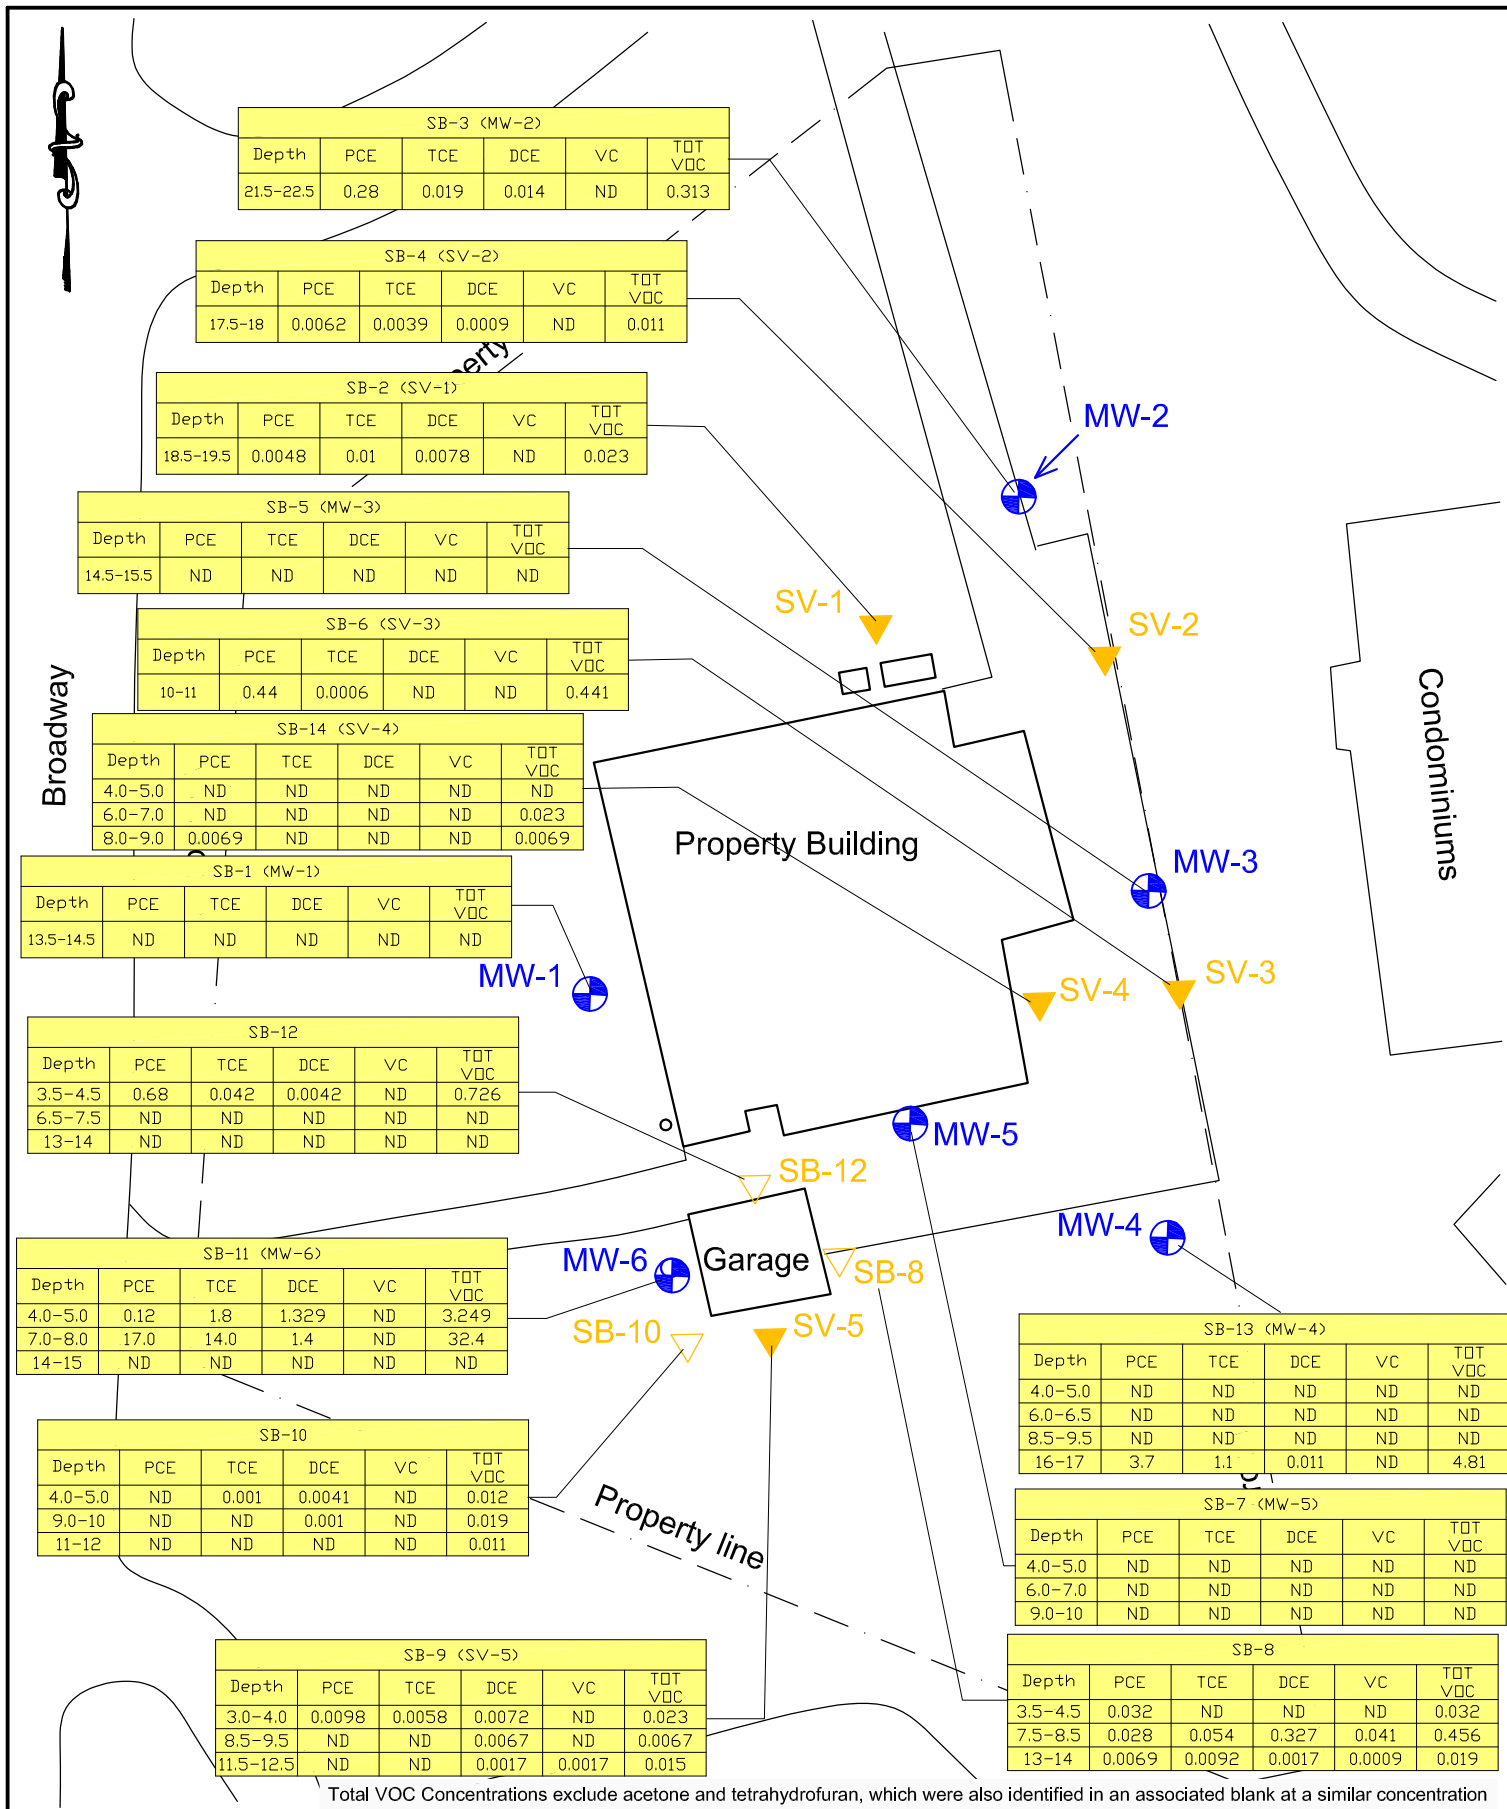 SB-3 (MW-2)
Depth PCE TCE DCE VC TOT VOC
21.5-22.5 0.28 0.019 0.014 ND 0.313
SB-4 (SV-2)
Depth PCE TCE DCE VC TOT VOC
17.5-18 0.0062 0.0039 0.0009 ND 0.011
perty
SB-2 (SV-1)
Depth PCE TCE DCE VC TOT VOC
18.5-19.5 0.0048 0.01 0.0078 ND 0.023
MW-2
SB-5 (MW-3)
Depth PCE TCE DCE VC TOT VOC
14.5-15.5 ND ND ND ND ND
SV-1
SV-2
SB-6 (SV-3)
Depth PCE TCE DCE VC TOT VOC
10-11 0.44 0.0006 ND ND 0.441
Broadway
Condominiums
SB-14 (SV-4)
Depth PCE TCE DCE VC TOT VOC
4.0-5.0 ND ND ND ND ND
6.0-7.0 ND ND ND ND 0.023
8.0-9.0 0.0069 ND ND ND 0.0069
Property Building
MW-3
SB-1 (MW-1)
Depth PCE TCE DCE VC TOT VOC
13.5-14.5 ND ND ND ND ND
MW-1
SV-4
SV-3
SB-12
Depth PCE TCE DCE VC TOT VOC
3.5-4.5 0.68 0.042 0.0042 ND 0.726
6.5-7.5 ND ND ND ND ND
13-14 ND ND ND ND ND
MW-5
SB-12
MW-4
SB-11 (MW-6)
Depth PCE TCE DCE VC TOT VOC
4.0-5.0 0.12 1.8 1.329 ND 3.249
7.0-8.0 17.0 14.0 1.4 ND 32.4
14-15 ND ND ND ND ND
MW-6
Garage
SB-8
SB-10
SV-5
SB-13 (MW-4)
Depth PCE TCE DCE VC TOT VOC
4.0-5.0 ND ND ND ND ND
6.0-6.5 ND ND ND ND ND
8.5-9.5 ND ND ND ND ND
16-17 3.7 1.1 0.011 ND 4.81
SB-10
Depth PCE TCE DCE VC TOT VOC
4.0-5.0 ND 0.001 0.0041 ND 0.012
9.0-10 ND ND 0.001 ND 0.019
11-12 ND ND ND ND 0.011
Property line
SB-7 (MW-5)
Depth PCE TCE DCE VC TOT VOC
4.0-5.0 ND ND ND ND ND
6.0-7.0 ND ND ND ND ND
9.0-10 ND ND ND ND ND
SB-9 (SV-5)
Depth PCE TCE DCE VC TOT VOC
3.0-4.0 0.0098 0.0058 0.0072 ND 0.023
8.5-9.5 ND ND 0.0067 ND 0.0067
11.5-12.5 ND ND 0.0017 0.0017 0.015
SB-8
Depth PCE TCE DCE VC TOT VOC
3.5-4.5 0.032 ND ND ND 0.032
7.5-8.5 0.028 0.054 0.327 0.041 0.456
13-14 0.0069 0.0092 0.0017 0.0009 0.019
Total VOC Concentrations exclude acetone and tetrahydrofuran, which were also identified in an associated blank at a similar concentration